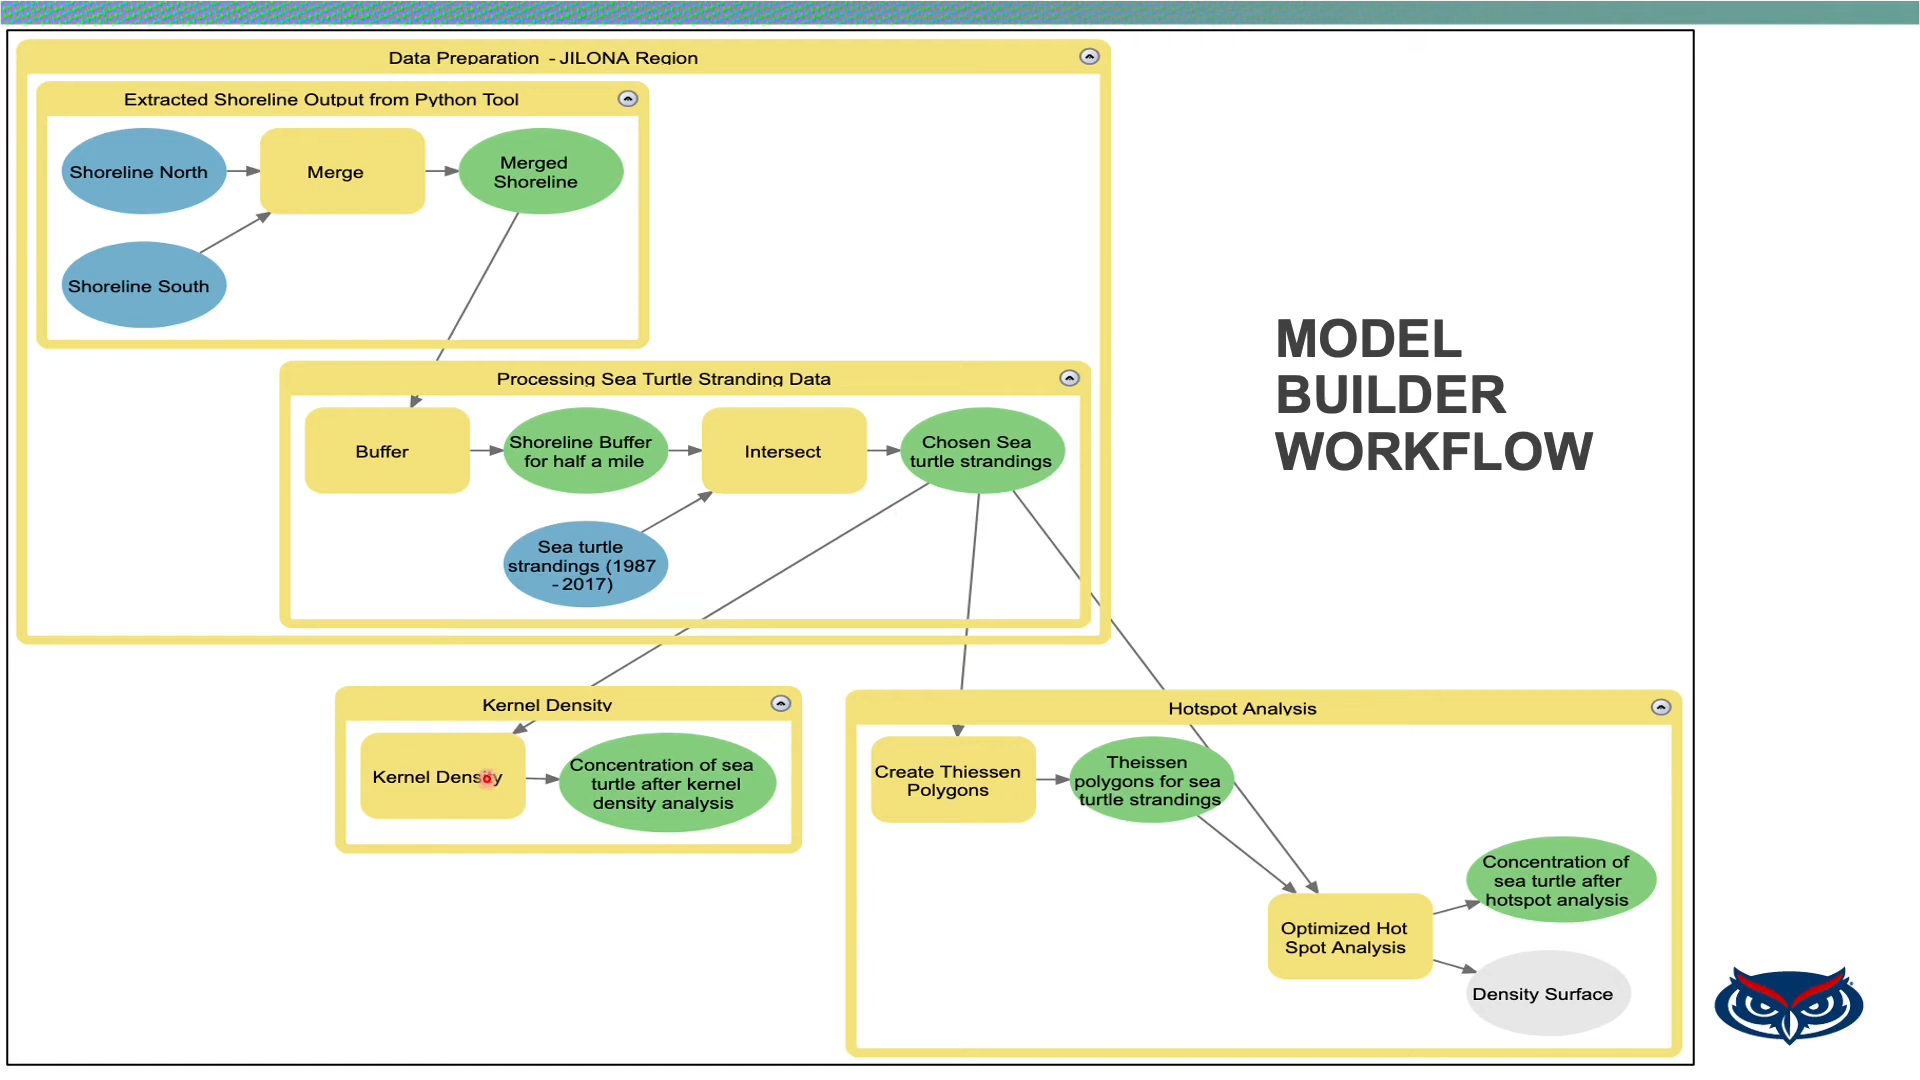 Data Preparation - JILONA Region
Extracted Shoreline Output from Python Tool
Shoreline North
Merge
Merged
Shoreline
Shoreline South
Processing Sea Turtle Stranding Data
Buffer
Shoreline Buffer
for half a mile
Intersect
Chosen Sea
turtle strandings
Sea turtle
strandings (1987
- 2017)
MODEL
BUILDER
WORKFLOW
Kernel Density
Kernel Density
Concentration of sea
turtle after kernel
density analysis
Hotspot Analysis
Create Thiessen
Polygons
Theissen
polygons for sea
turtle strandings
Optimized Hot
Spot Analysis
Concentration of
sea turtle after
hotspot analysis
Density Surface